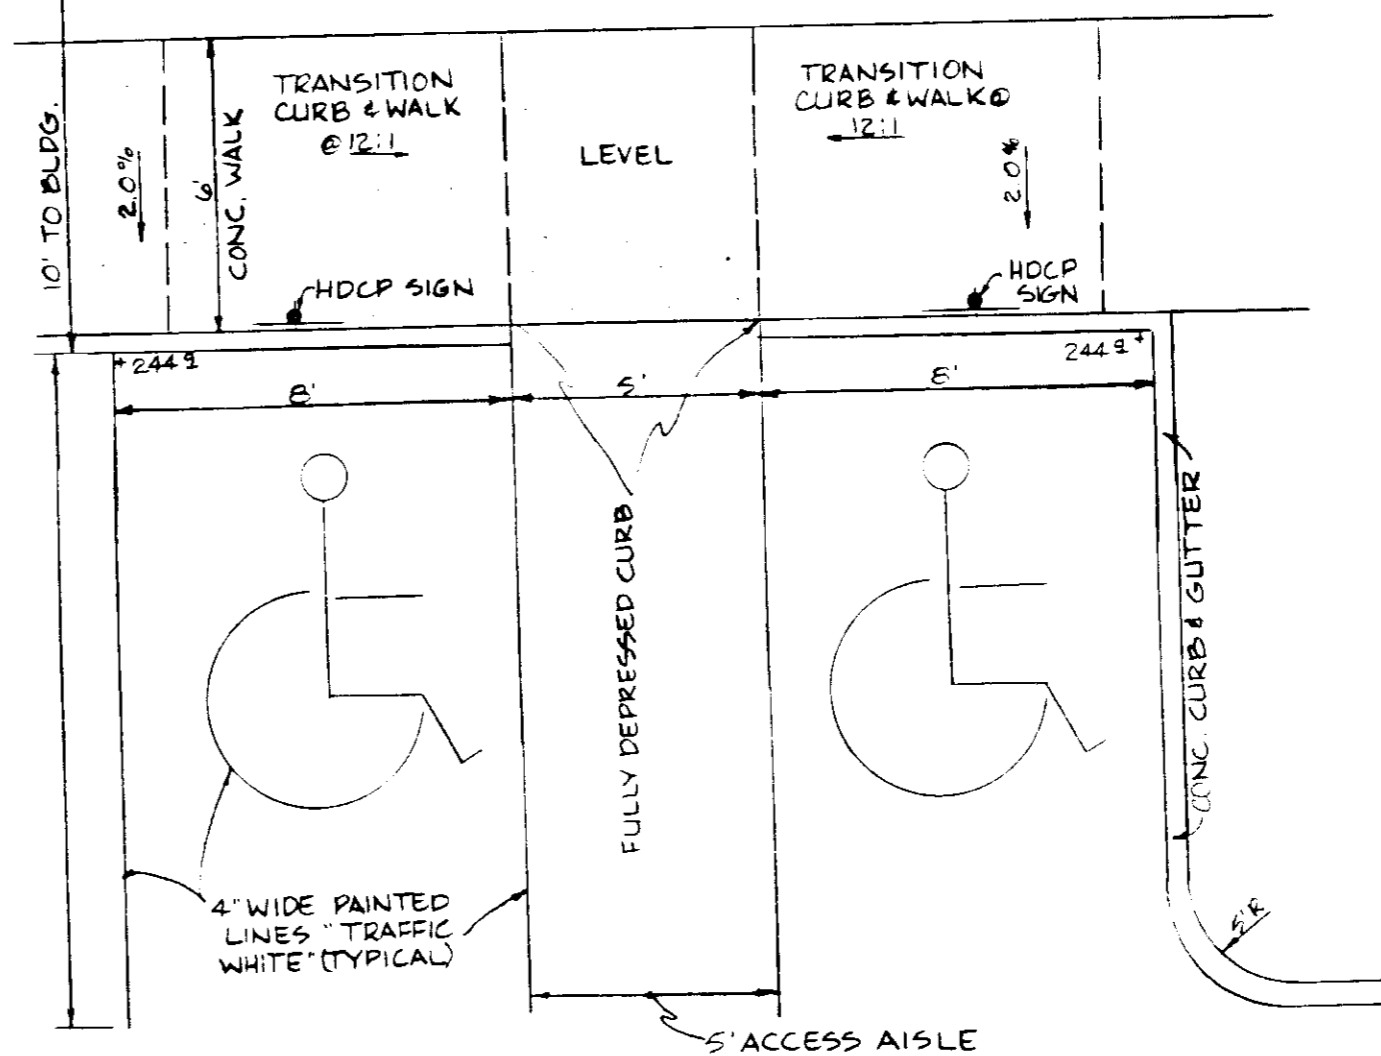 TRANSITION
CURB & WALK
@ 12:1
TRANSITION
CURB & WALK @
12:1
LEVEL
10' TO BLDG.
2.0%
6'
CONC. WALK
2.0%
HDCP SIGN
HDCP
SIGN
+ 244 9
244 9 +
8'
5'
8'
FULLY DEPRESSED CURB
CONC. CURB & GUTTER
4" WIDE PAINTED
LINES "TRAFFIC
WHITE" (TYPICAL)
5'R
5' ACCESS AISLE